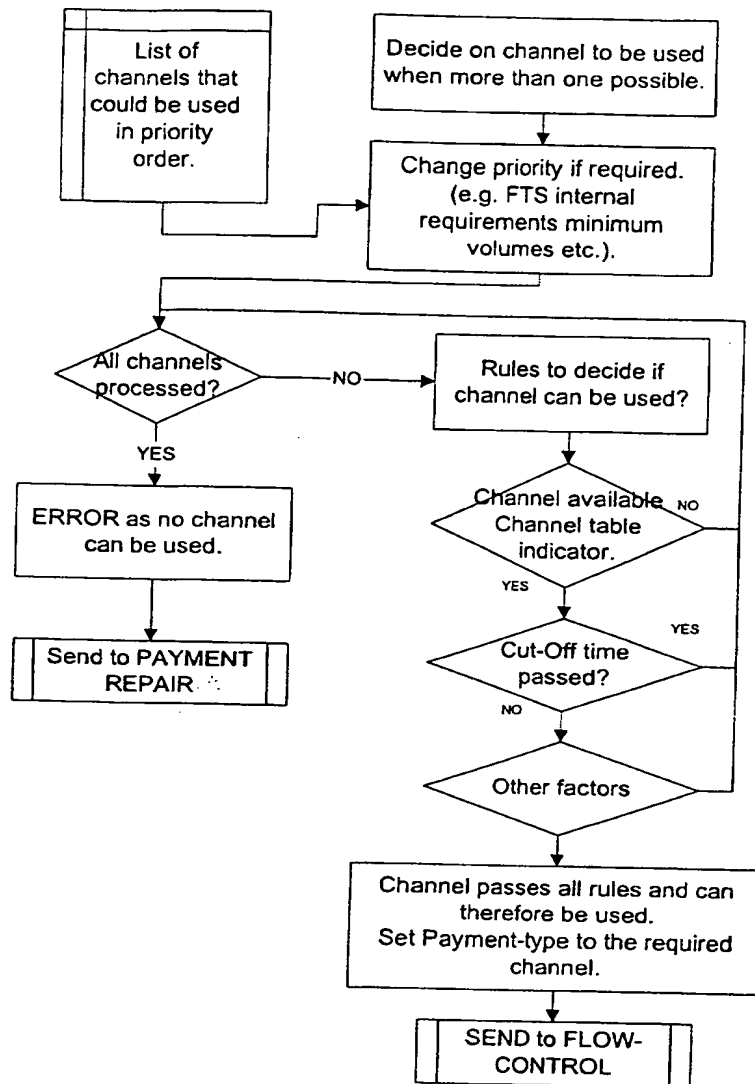 List of
channels that
could be used
in priority
order.
Decide on channel to be used
when more than one possible.
Change priority if required.
(e.g. FTS internal
requirements minimum
volumes etc.).
All channels
processed?
NO
Rules to decide if
channel can be used?
YES
Channel available
Channel table
indicator.
NO
ERROR as no channel
can be used.
YES
Send to PAYMENT
REPAIR
Cut-Off time
passed?
YES
NO
Other factors
Channel passes all rules and can
therefore be used.
Set Payment-type to the required
channel.
SEND to FLOW-
CONTROL